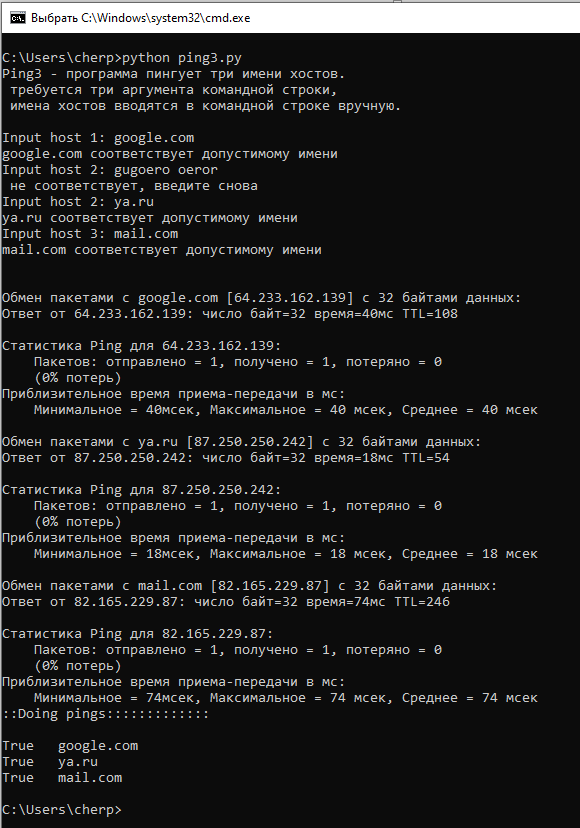 Выбрать C:\Windows\system32\cmd.exe
C:\Users\cherp>python ping3.py
Ping3 - программа пингует три имени хостов.
требуется три аргумента командной строки,
имена хостов вводятся в командной строке вручную.
Input host 1: google.com
google.com соответствует допустимому имени
Input host 2: gugoero oeror
не соответствует, введите снова
Input host 2: ya.ru
ya.ru соответствует допустимому имени
Input host 3: mail.com
mail.com соответствует допустимому имени
Обмен пакетами с google.com [64.233.162.139] с 32 байтами данных:
Ответ от 64.233.162.139: число байт=32 время=40мс TTL=108
Статистика Ping для 64.233.162.139:
Пакетов: отправлено = 1, получено = 1, потеряно = 0
(0% потерь)
Приблизительное время приема-передачи в мс:
Минимальное = 40мсек, Максимальное = 40 мсек, Среднее = 40 мсек
Обмен пакетами с ya.ru [87.250.250.242] с 32 байтами данных:
Ответ от 87.250.250.242: число байт=32 время=18мс TTL=54
Статистика Ping для 87.250.250.242:
Пакетов: отправлено = 1, получено = 1, потеряно = 0
(0% потерь)
Приблизительное время приема-передачи в мс:
Минимальное = 18мсек, Максимальное = 18 мсек, Среднее = 18 мсек
Обмен пакетами с mail.com [82.165.229.87] с 32 байтами данных:
Ответ от 82.165.229.87: число байт=32 время=74мс TTL=246
Статистика Ping для 82.165.229.87:
Пакетов: отправлено = 1, получено = 1, потеряно = 0
(0% потерь)
Приблизительное время приема-передачи в мс:
Минимальное = 74мсек, Максимальное = 74 мсек, Среднее = 74 мсек
::Doing pings:::::::::::::
True google.com
True ya.ru
True mail.com
C:\Users\cherp>